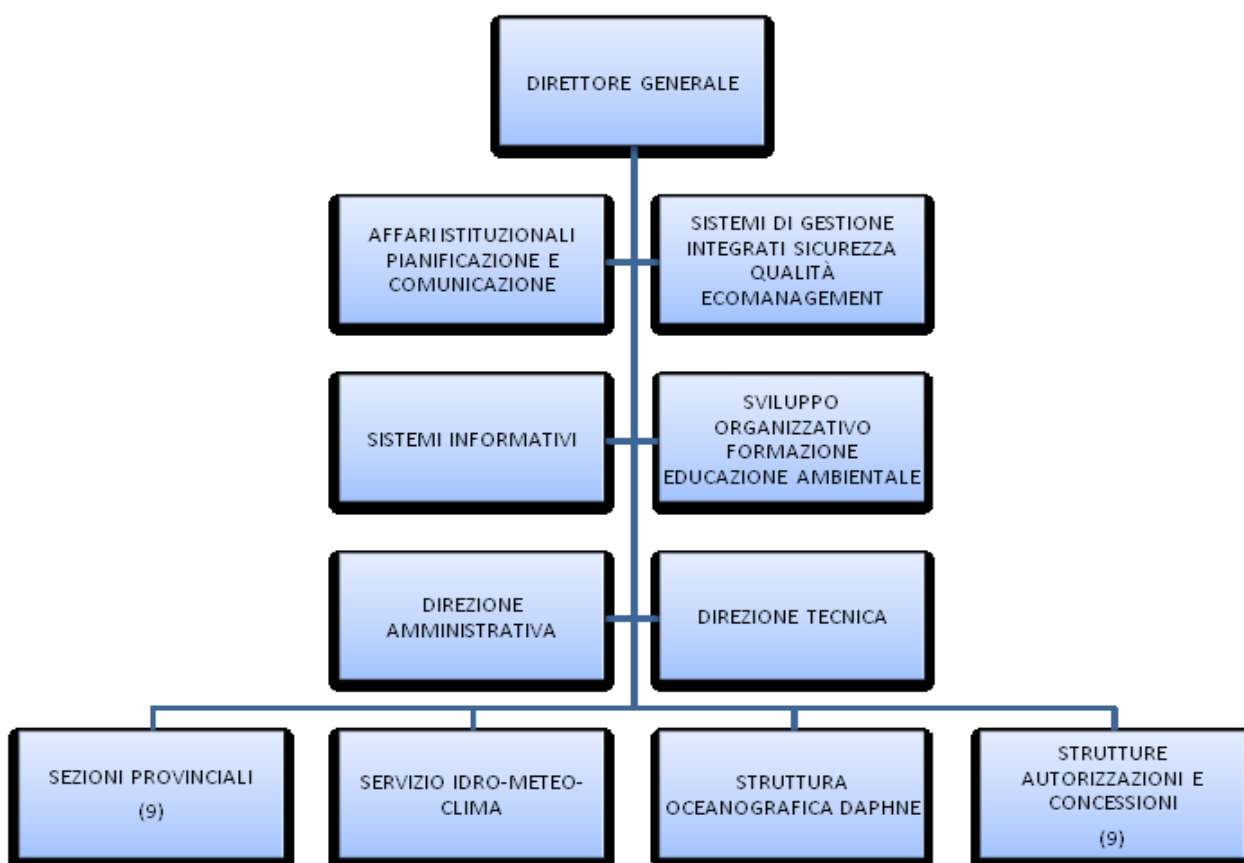 DIRETTORE GENERALE
AFFARI ISTITUZIONALI
PIANIFICAZIONE E
COMUNICAZIONE
SISTEMI DI GESTIONE
INTEGRATI SICUREZZA
QUALITÀ
ECOMANAGEMENT
SISTEMI INFORMATIVI
SVILUPPO
ORGANIZZATIVO
FORMAZIONE
EDUCAZIONE AMBIENTALE
DIREZIONE
AMMINISTRATIVA
DIREZIONE TECNICA
SEZIONI PROVINCIALI
(9)
SERVIZIO IDRO-METEO-
CLIMA
STRUTTURA
OCEANOGRAFICA DAPHNE
STRUTTURE
AUTORIZZAZIONI E
CONCESSIONI
(9)